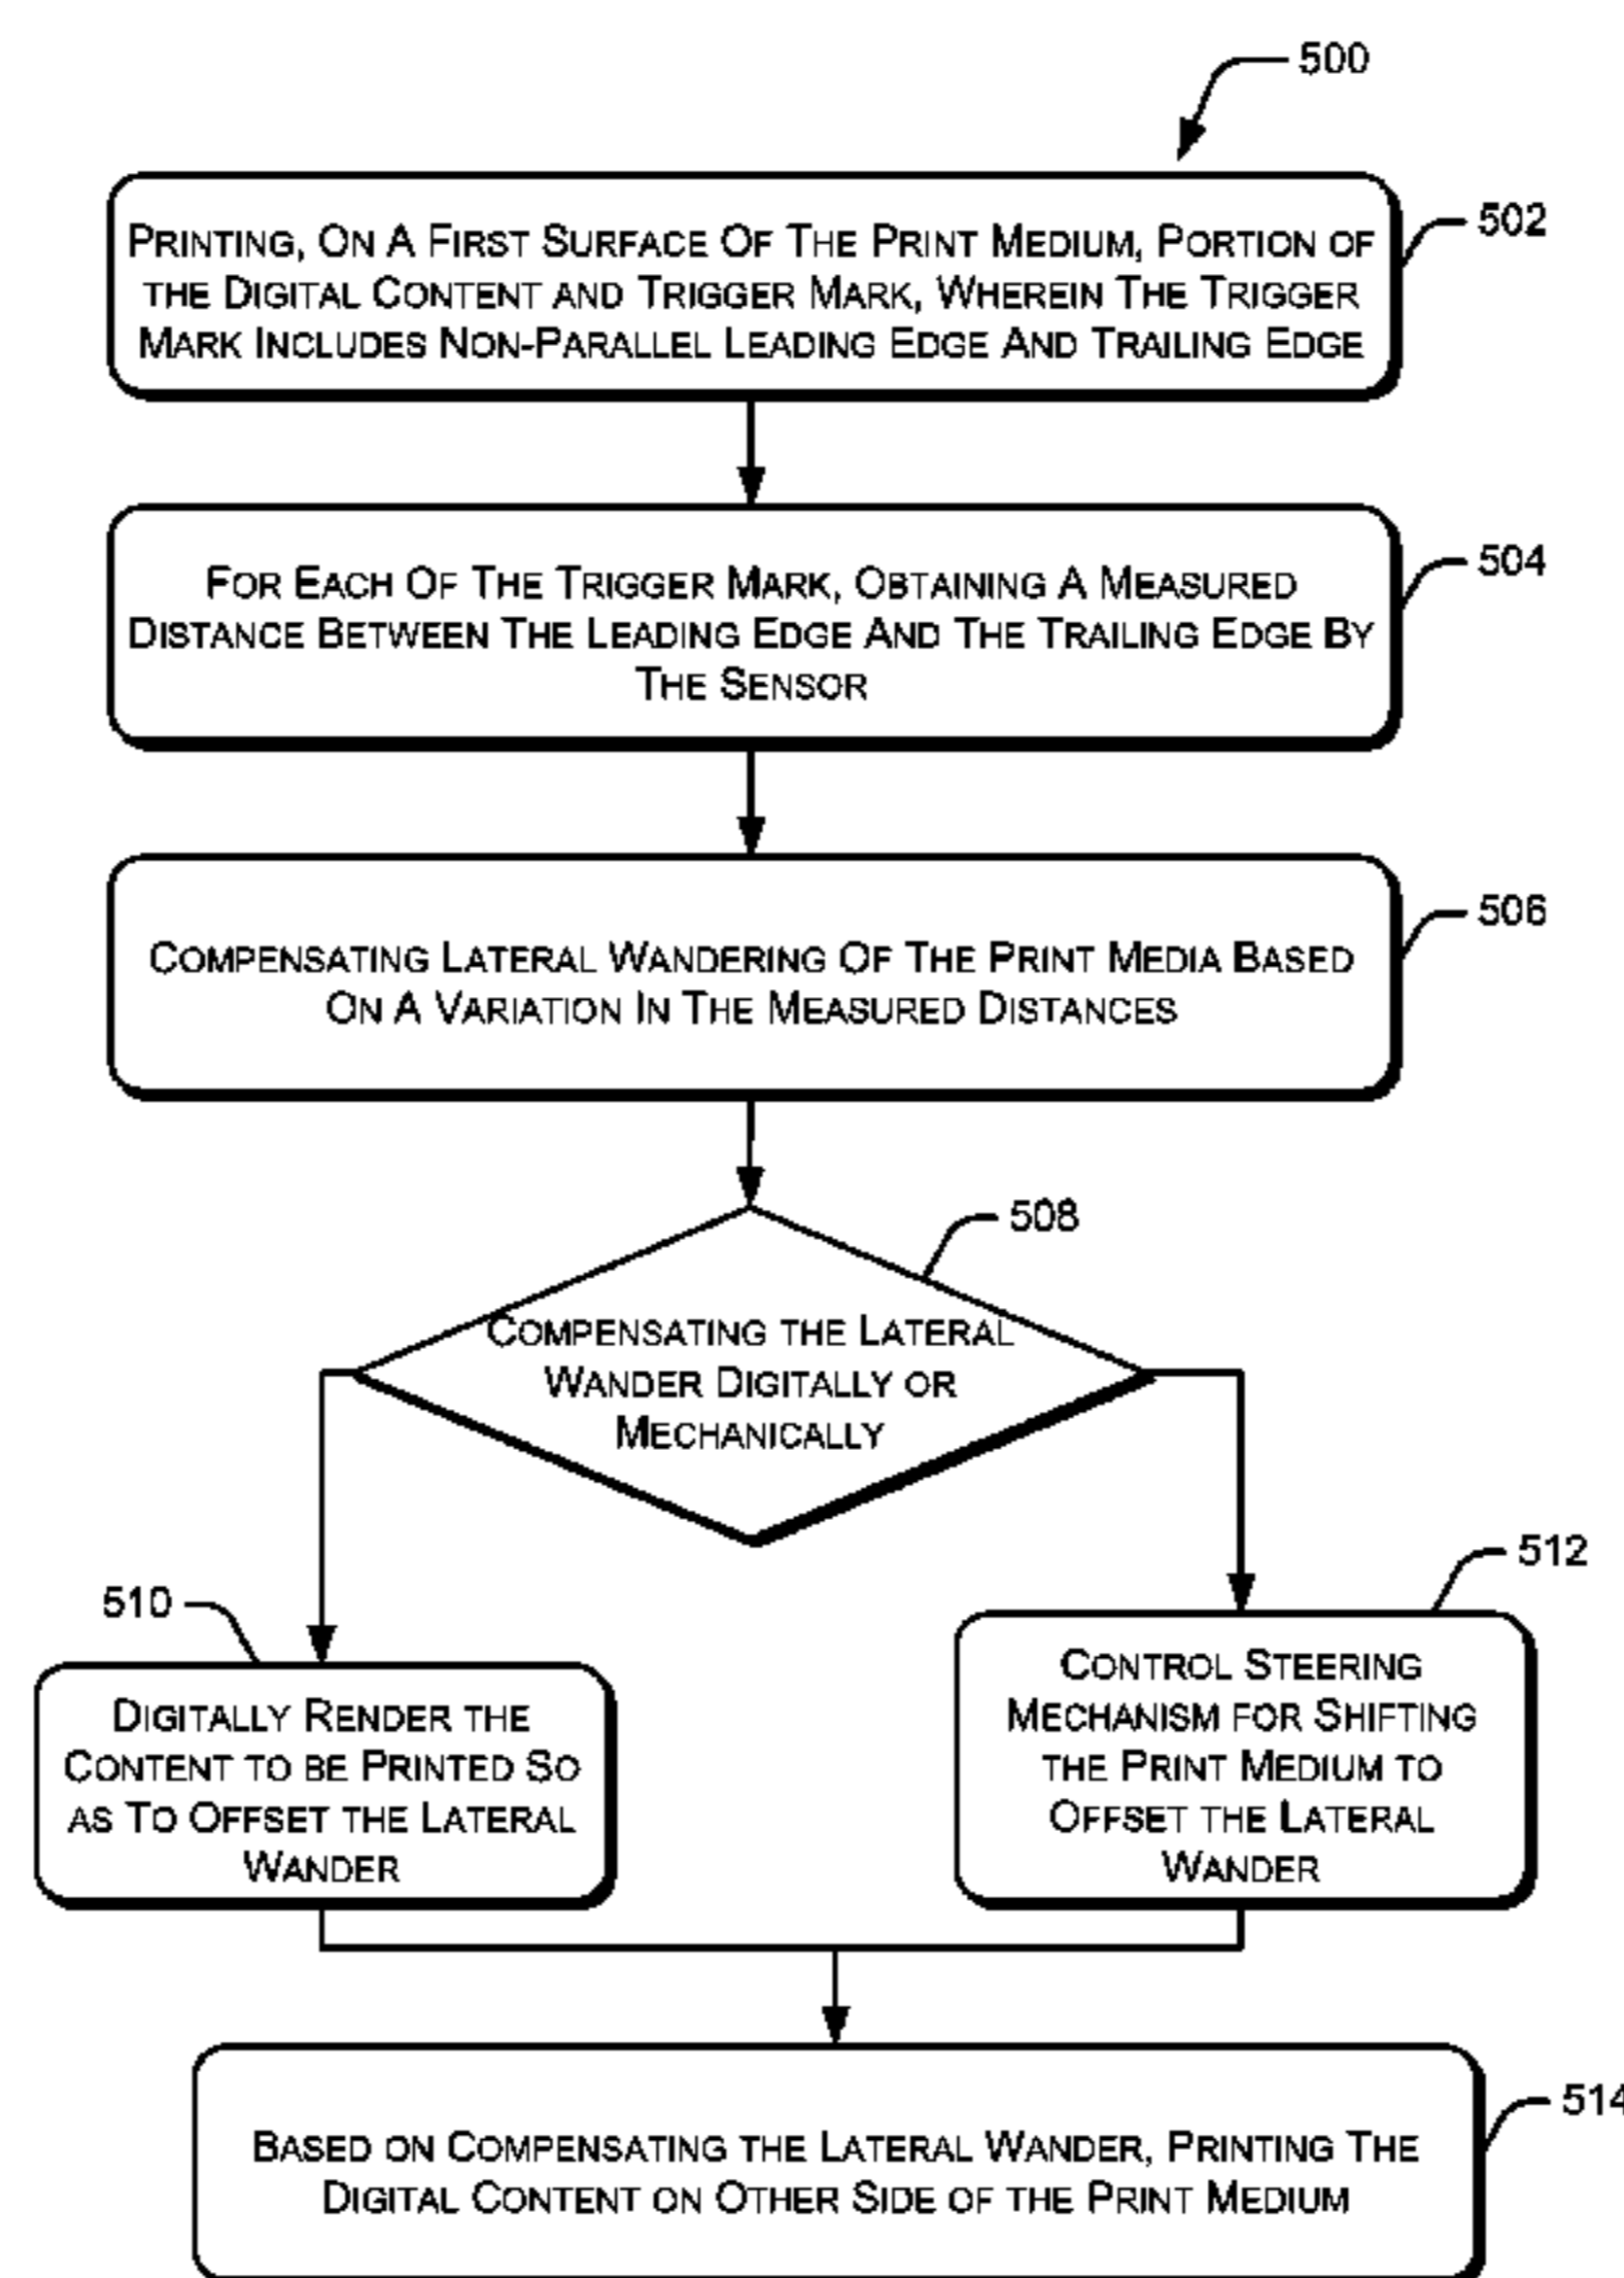 500
PRINTING, ON A FIRST SURFACE OF THE PRINT MEDIUM, PORTION OF
THE DIGITAL CONTENT AND TRIGGER MARK, WHEREIN THE TRIGGER
MARK INCLUDES NON-PARALLEL LEADING EDGE AND TRAILING EDGE
502
FOR EACH OF THE TRIGGER MARK, OBTAINING A MEASURED
DISTANCE BETWEEN THE LEADING EDGE AND THE TRAILING EDGE BY
THE SENSOR
504
COMPENSATING LATERAL WANDERING OF THE PRINT MEDIA BASED
ON A VARIATION IN THE MEASURED DISTANCES
506
COMPENSATING THE LATERAL
WANDER DIGITALLY OR
MECHANICALLY
508
510
DIGITALLY RENDER THE
CONTENT TO BE PRINTED SO
AS TO OFFSET THE LATERAL
WANDER
512
CONTROL STEERING
MECHANISM FOR SHIFTING
THE PRINT MEDIUM TO
OFFSET THE LATERAL
WANDER
BASED ON COMPENSATING THE LATERAL WANDER, PRINTING THE
DIGITAL CONTENT ON OTHER SIDE OF THE PRINT MEDIUM
514